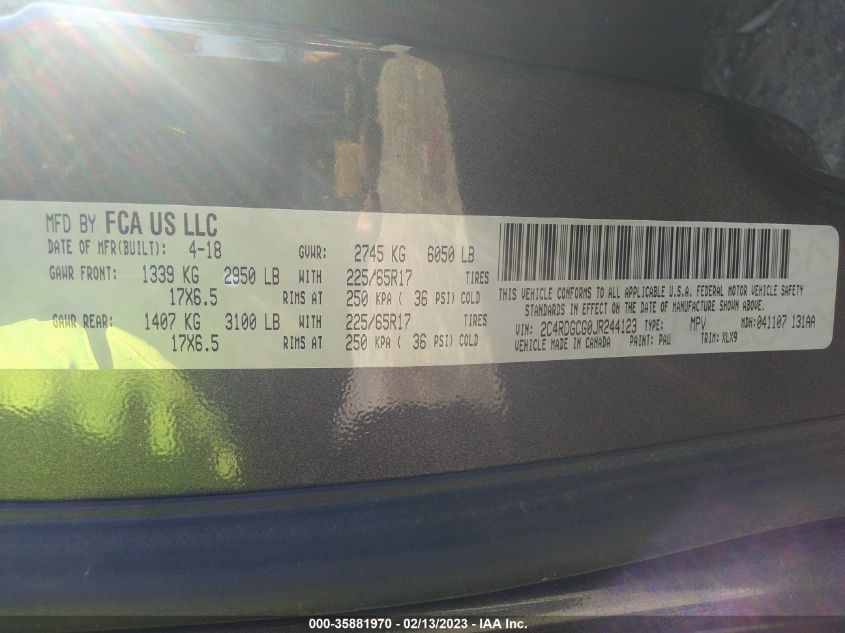 MFD BY FCA US LLC
DATE OF MFR(BUILT): 4-18 GVWR: 2745 KG 6050 LB
GAWR FRONT: 1339 KG 2950 LB WITH 225/65R17 TIRES
17X6.5 RIMS AT 250 KPA ( 36 PSI) COLD
GAWR REAR: 1407 KG 3100 LB WITH 225/65R17 TIRES
17X6.5 RIMS AT 250 KPA ( 36 PSI) COLD
THIS VEHICLE CONFORMS TO ALL APPLICABLE U.S.A. FEDERAL MOTOR VEHICLE SAFETY
STANDARDS IN EFFECT ON THE DATE OF MANUFACTURE SHOWN ABOVE.
VIN: 2C4RDGCG0JR244123 TYPE: MPV MDH: 041107 131AA
VEHICLE MADE IN CANADA PAINT: PAU TRIM: XLX9
000-35881970 - 02/13/2023 - IAA Inc.